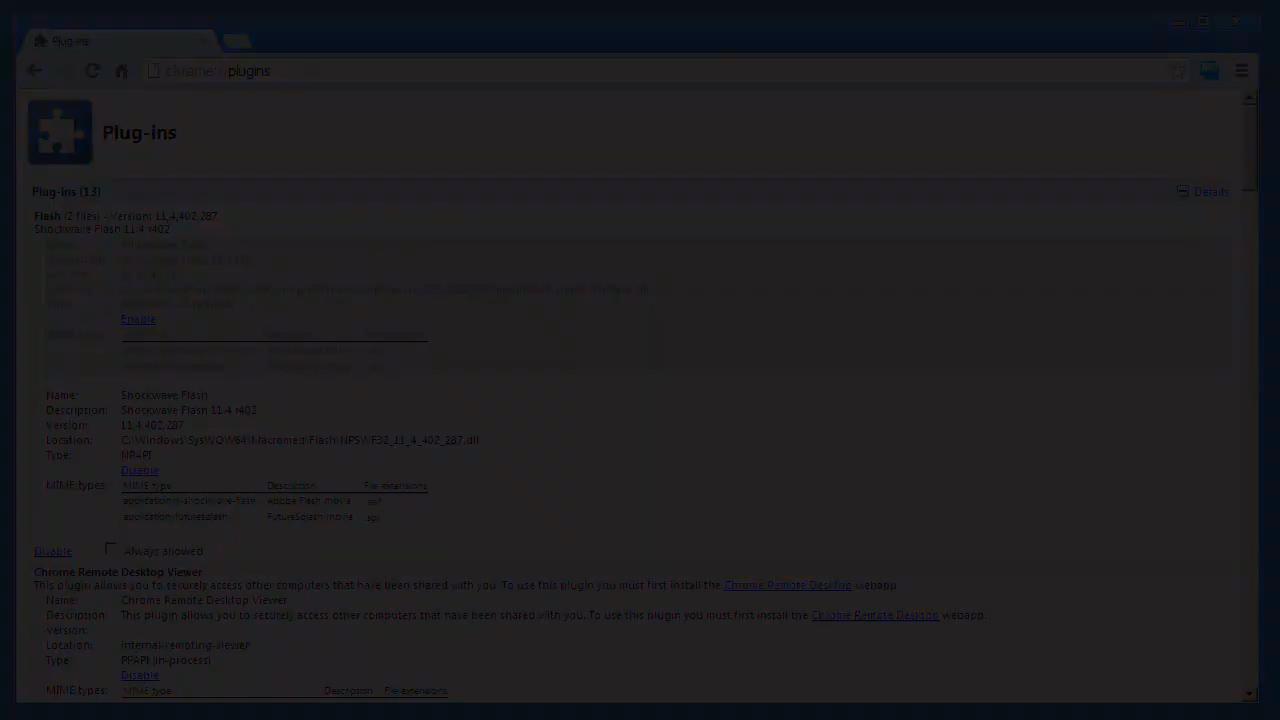 Plug-ins
plugins
Plug-ins
Plug-ins (13)
Details
Flash (2 files) - Version: 11,4,402,287
Shockwave Flash 11.4 r402
Enable
Name: Shockwave Flash
Description: Shockwave Flash 11.4 r402
Version: 11,4,402,287
Location: C:\Windows\SysWOW64\Macromed\Flash\NPSWF32_11_4_402_287.dll
Type: NPAPI
Disable
MIME types: MIME type Description File extensions
application/x-shockwave-flash Adobe Flash movie .swf
application/futuresplash FutureSplash movie .spl
Disable Always allowed
Chrome Remote Desktop Viewer
This plugin allows you to securely access other computers that have been shared with you. To use this plugin you must first install the Chrome Remote Desktop webapp.
Name: Chrome Remote Desktop Viewer
Description: This plugin allows you to securely access other computers that have been shared with you. To use this plugin you must first install the Chrome Remote Desktop webapp.
Version:
Location: internal-remoting-viewer
Type: PPAPI (in-process)
Disable
MIME types: MIME type Description File extensions